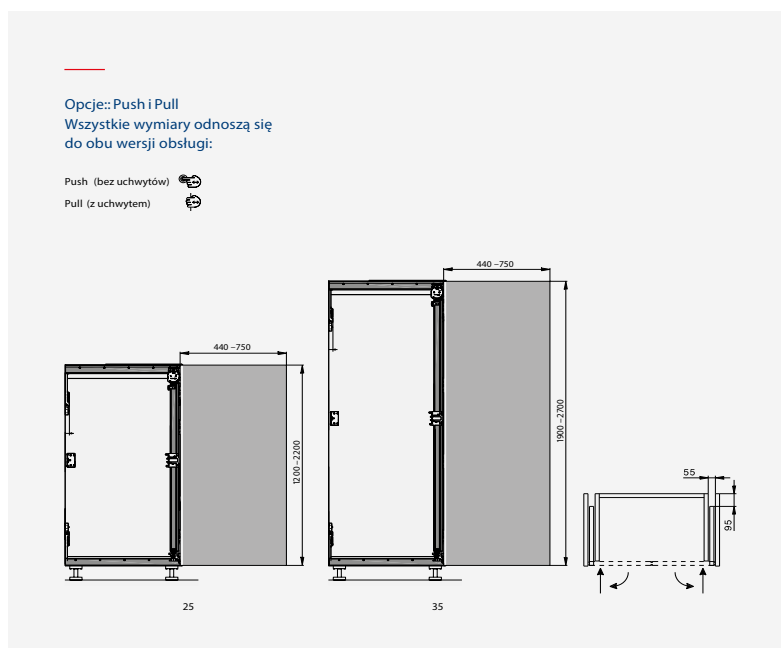 Opcje:: Push i Pull
Wszystkie wymiary odnoszą się
do obu wersji obsługi:
Push (bez uchwytów)
Pull (z uchwytem)
440 –750
440 –750
1200 –2200
1900 –2700
55
95
25
35